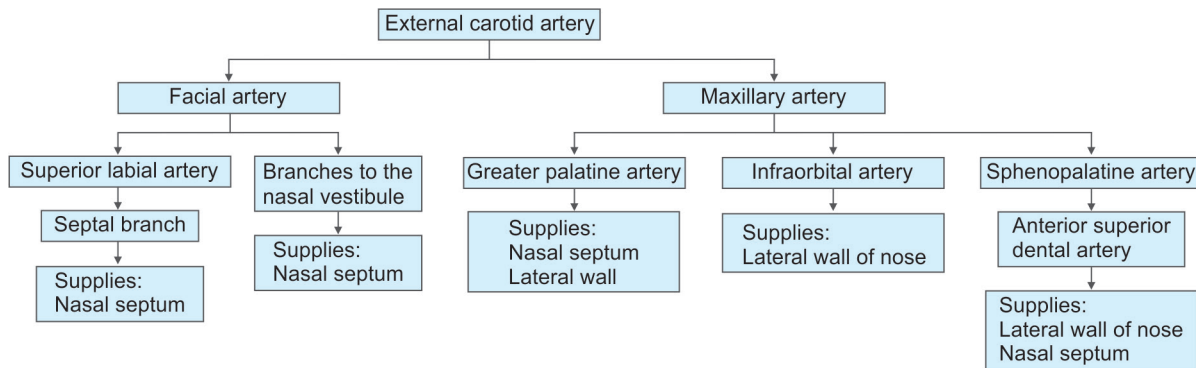 External carotid artery
Facial artery
Maxillary artery
Superior labial artery
Branches to the
nasal vestibule
Greater palatine artery
Infraorbital artery
Sphenopalatine artery
Septal branch
Supplies:
Nasal septum
Supplies:
Nasal septum
Lateral wall
Supplies:
Lateral wall of nose
Anterior superior
dental artery
Supplies:
Nasal septum
Supplies:
Lateral wall of nose
Nasal septum